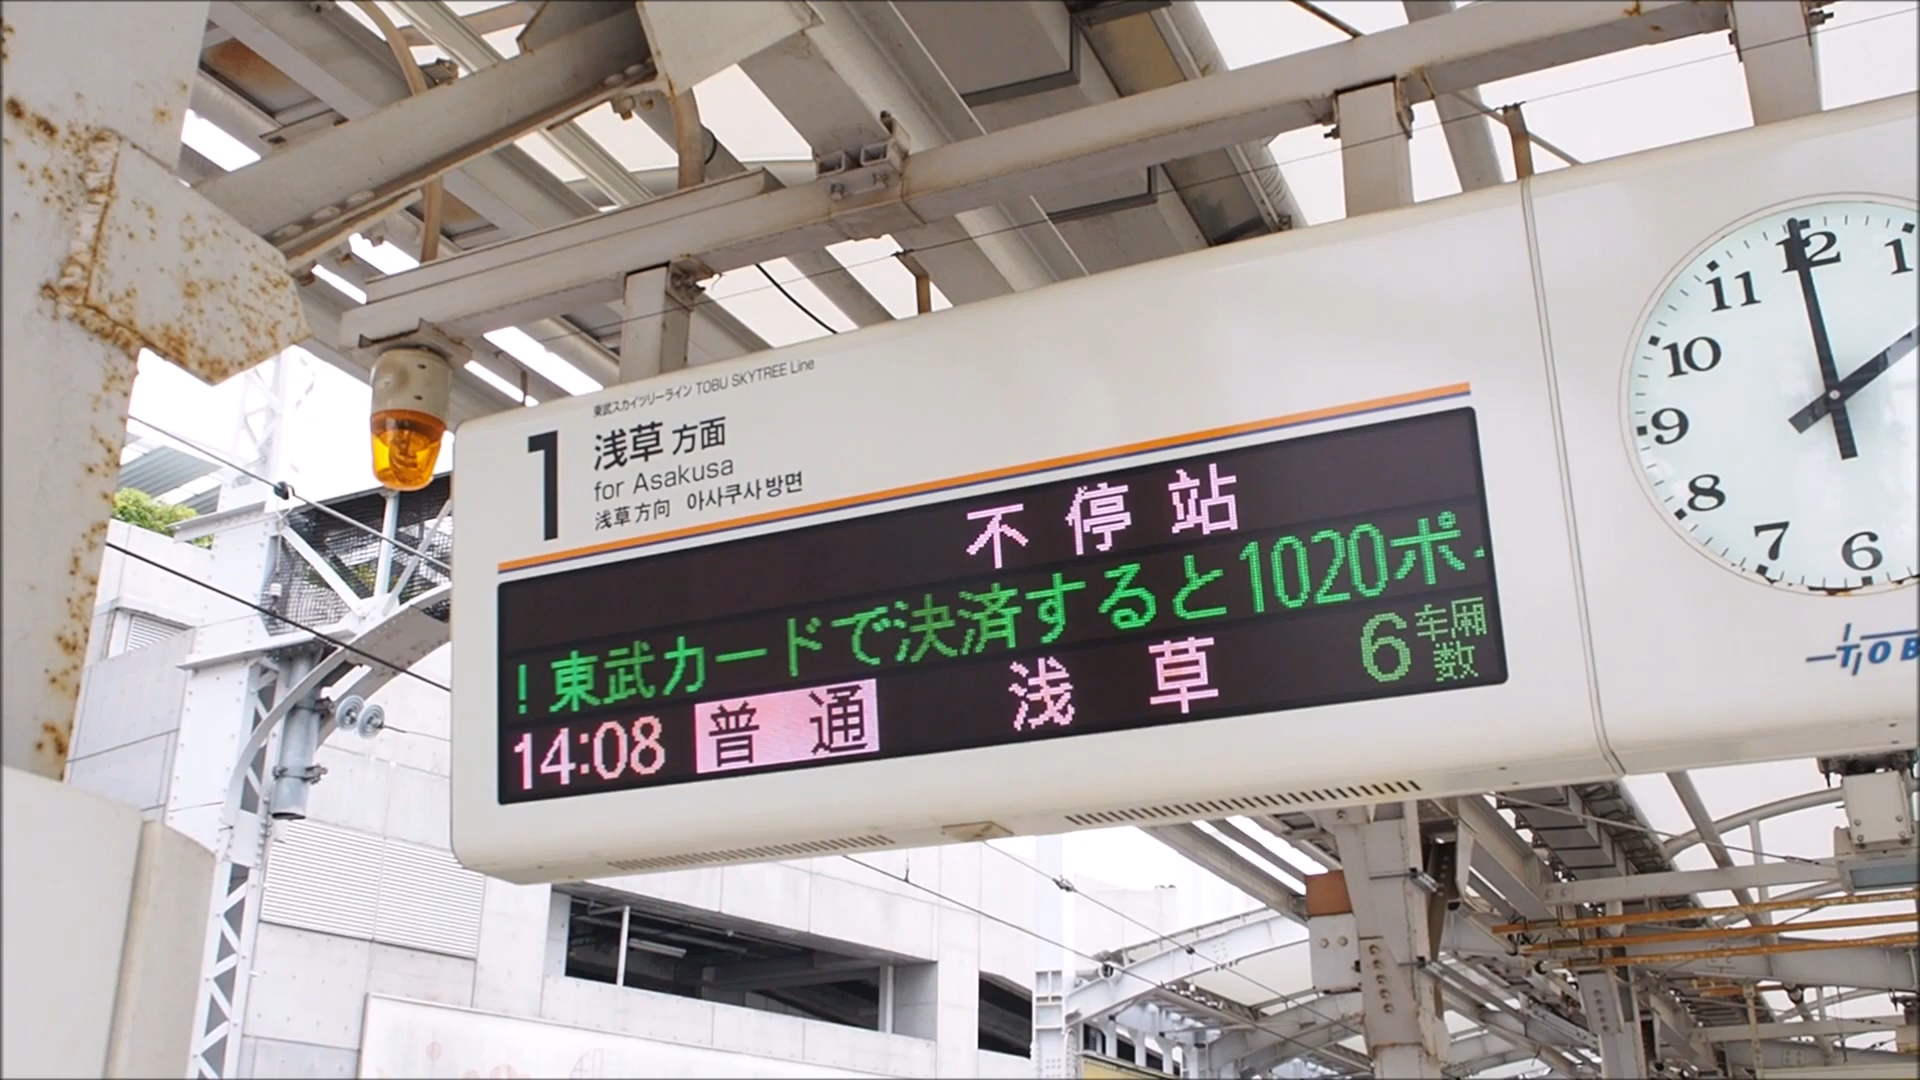 東武スカイツリーライン TOBU SKYTREE Line
1
浅草 方面
for Asakusa
浅草方向 아사쿠사방면
不停站
！東武カードで決済すると1020ポ
14:08 普通 浅草 6 车厢数
12
11
10
9
8
7
6
TOB